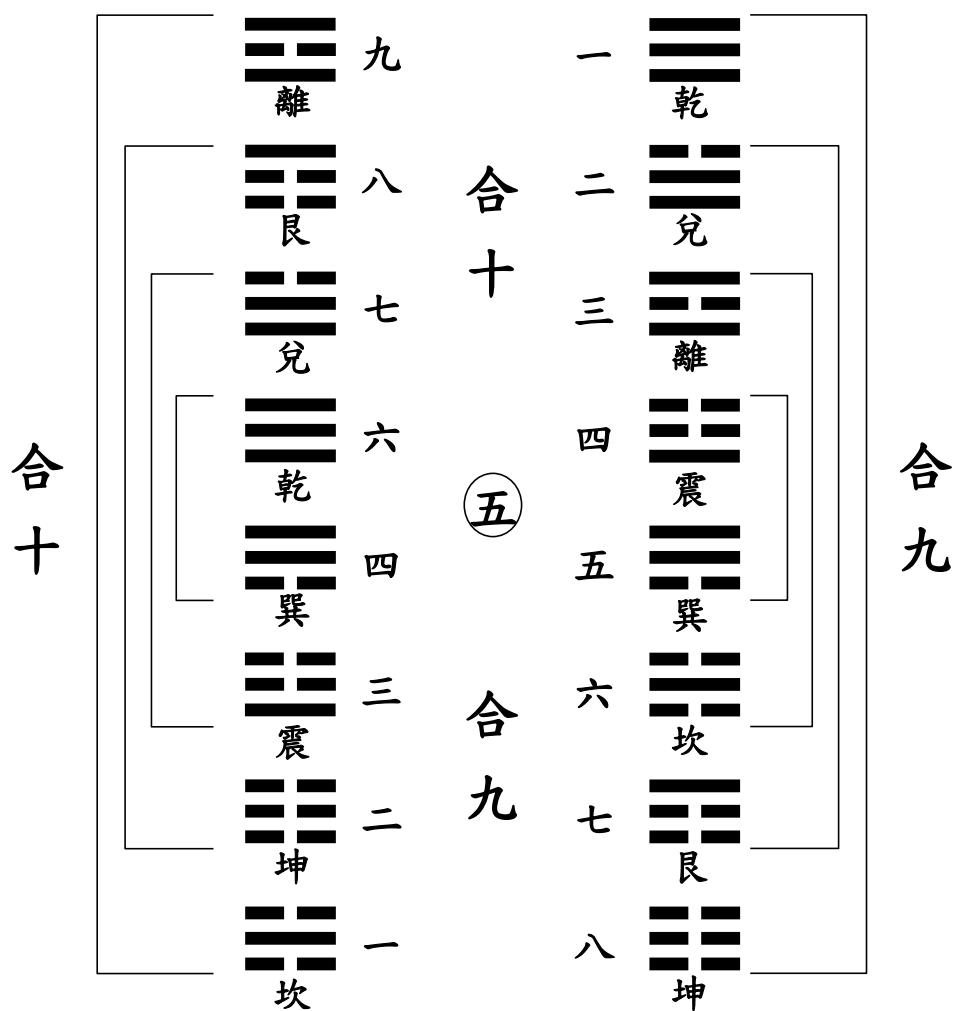 九 一
離 乾
八 合 二
艮 十 兌
七 三
兌 離
合 六 四 合
十 乾 五 震 九
四 五
巽 巽
三 合 六
震 九 坎
二 七
坤 艮
一 八
坎 坤